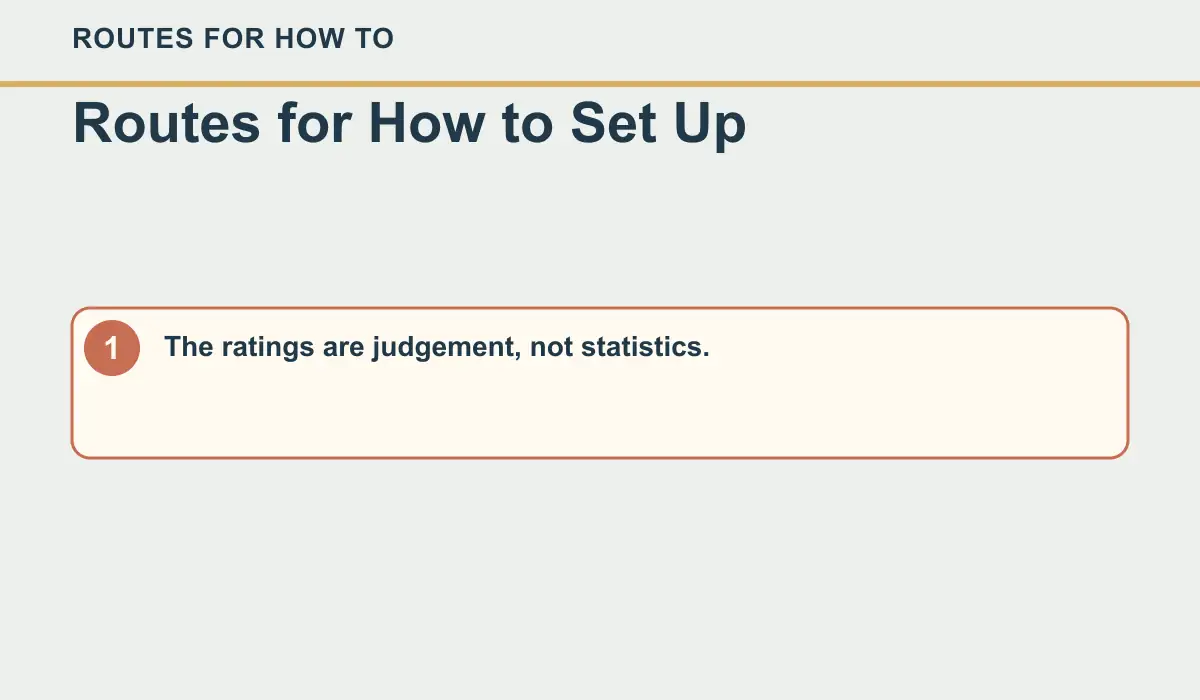 ROUTES FOR HOW TO
Routes for How to Set Up
1 The ratings are judgement, not statistics.